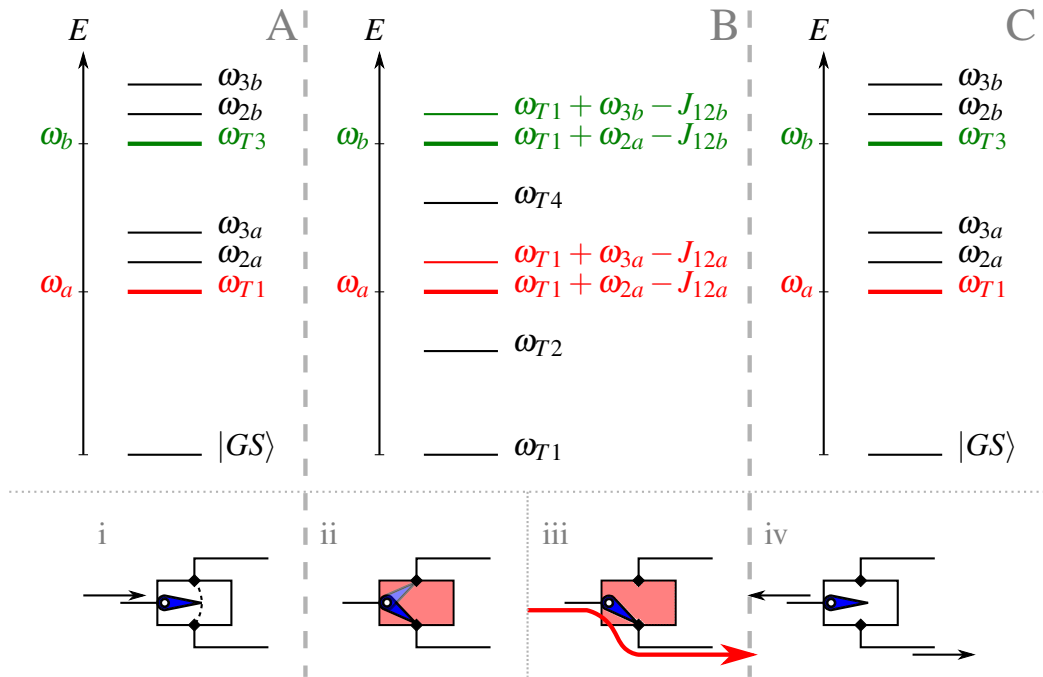 A
E
ω3b
ω2b
ωb
ωT3
ω3a
ω2a
ωa
ωT1
|GS⟩
B
E
ωT1 + ω3b − J12b
ωb
ωT1 + ω2a − J12b
ωT4
ωT1 + ω3a − J12a
ωa
ωT1 + ω2a − J12a
ωT2
ωT1
C
E
ω3b
ω2b
ωb
ωT3
ω3a
ω2a
ωa
ωT1
|GS⟩
i
ii
iii
iv